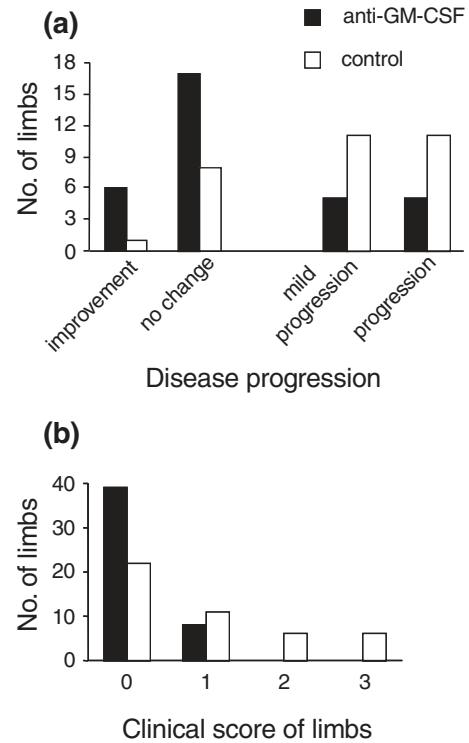 (a)
anti-GM-CSF
control
No. of limbs
18
15
12
9
6
3
0
improvement
no change
mild
progression
progression
Disease progression
(b)
No. of limbs
40
30
20
10
0
0 1 2 3
Clinical score of limbs